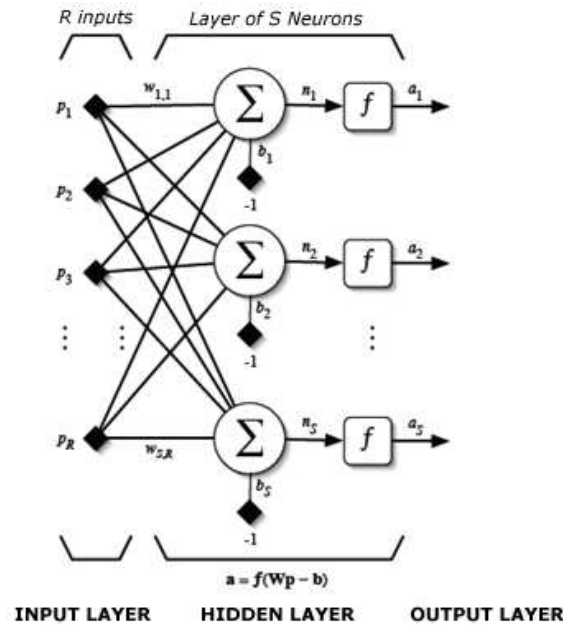 R inputs Layer of S Neurons
p1 w1,1 Σ n1 f a1
b1
-1
p2
Σ n2 f a2
p3
b2
-1
pR wS,R Σ nS f aS
bS
-1
a = f(Wp – b)
INPUT LAYER HIDDEN LAYER OUTPUT LAYER